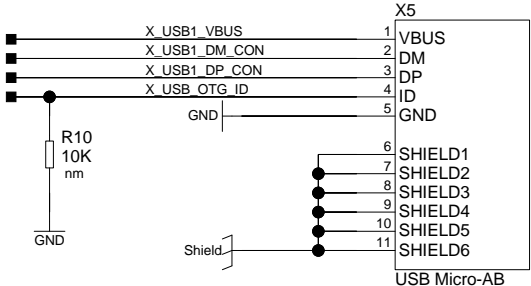 X5
X_USB1_VBUS 1 VBUS
X_USB1_DM_CON 2 DM
X_USB1_DP_CON 3 DP
X_USB_OTG_ID 4 ID
GND 5 GND
R10
10K
nm
GND
6 SHIELD1
7 SHIELD2
8 SHIELD3
9 SHIELD4
10 SHIELD5
Shield 11 SHIELD6
USB Micro-AB